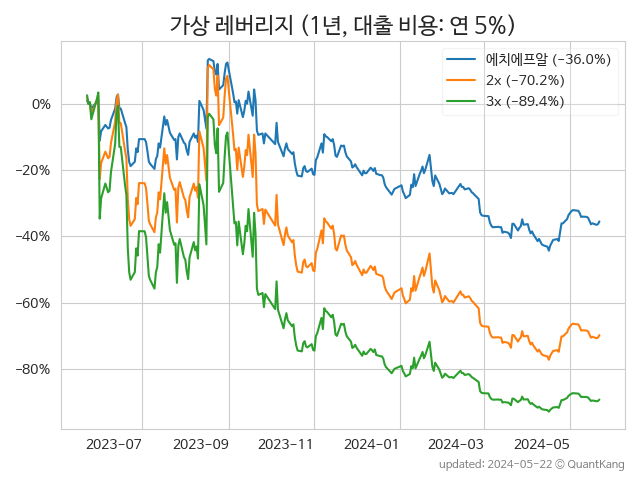 가상 레버리지 (1년, 대출 비용: 연 5%)
에치에프알 (−36.0%)
2x (−70.2%)
3x (−89.4%)
0%
−20%
−40%
−60%
−80%
2023-07 2023-09 2023-11 2024-01 2024-03 2024-05
updated: 2024-05-22 © QuantKang